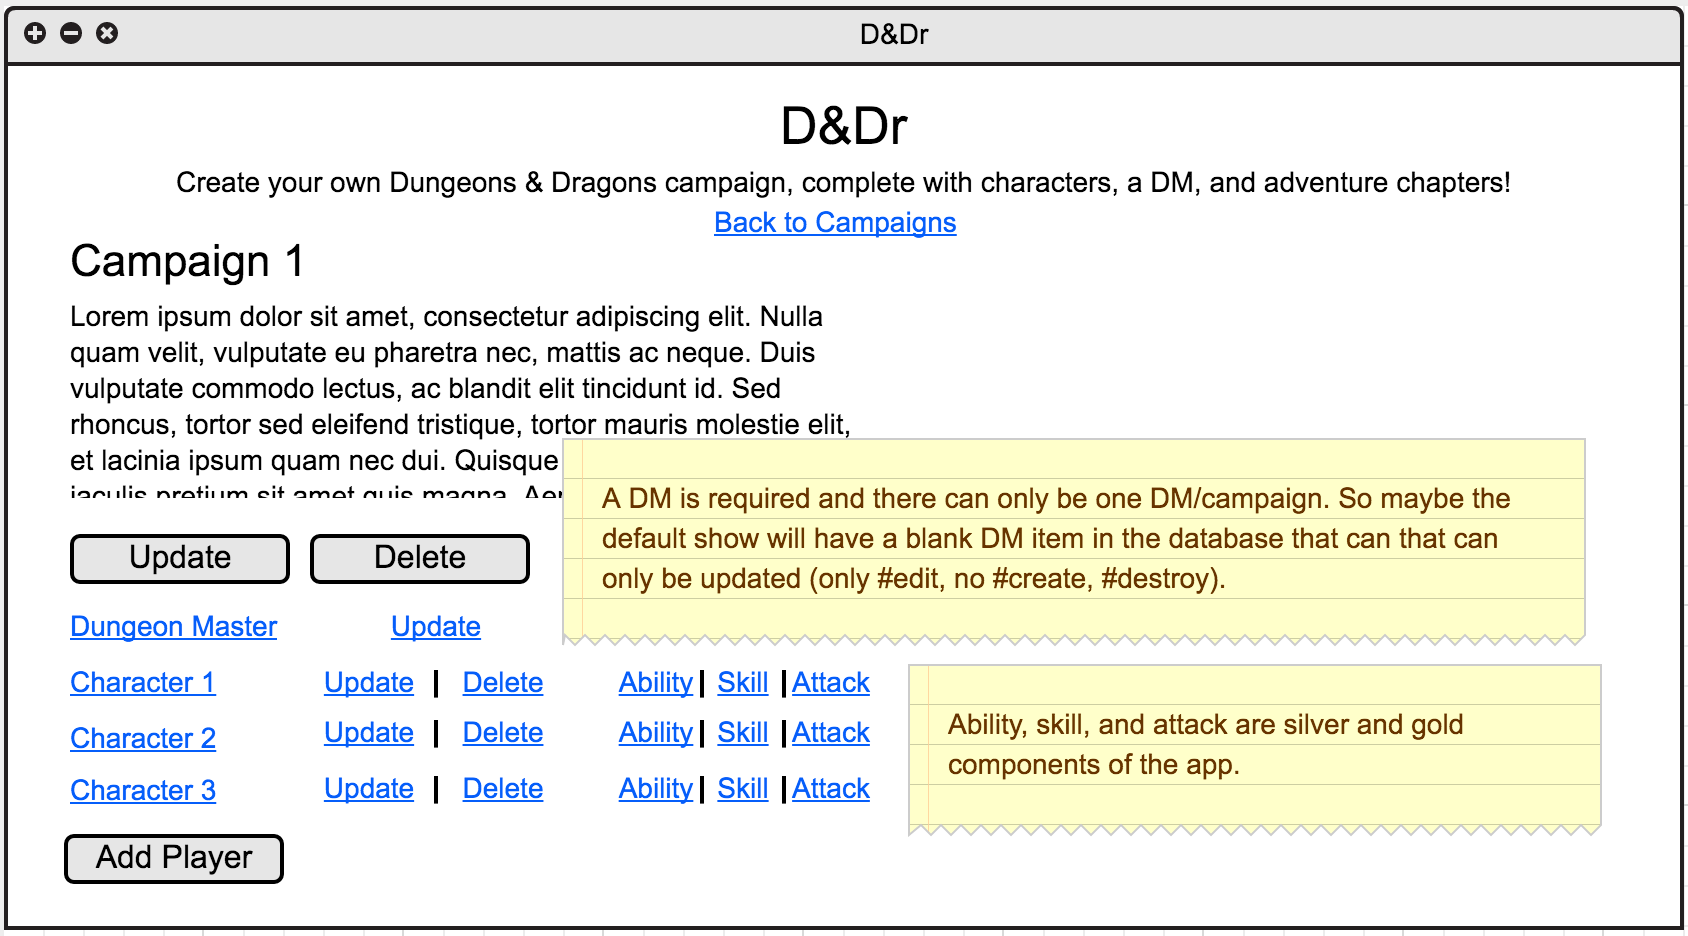 D&Dr
D&Dr
Create your own Dungeons & Dragons campaign, complete with characters, a DM, and adventure chapters!
Back to Campaigns
Campaign 1
Lorem ipsum dolor sit amet, consectetur adipiscing elit. Nulla
quam velit, vulputate eu pharetra nec, mattis ac neque. Duis
vulputate commodo lectus, ac blandit elit tincidunt id. Sed
rhoncus, tortor sed eleifend tristique, tortor mauris molestie elit,
et lacinia ipsum quam nec dui. Quisque
iaculis pretium sit amet quis magna.
A DM is required and there can only be one DM/campaign. So maybe the
default show will have a blank DM item in the database that can that can
only be updated (only #edit, no #create, #destroy).
Update Delete
Dungeon Master Update
Character 1 Update | Delete Ability | Skill | Attack
Character 2 Update | Delete Ability | Skill | Attack
Character 3 Update | Delete Ability | Skill | Attack
Ability, skill, and attack are silver and gold
components of the app.
Add Player